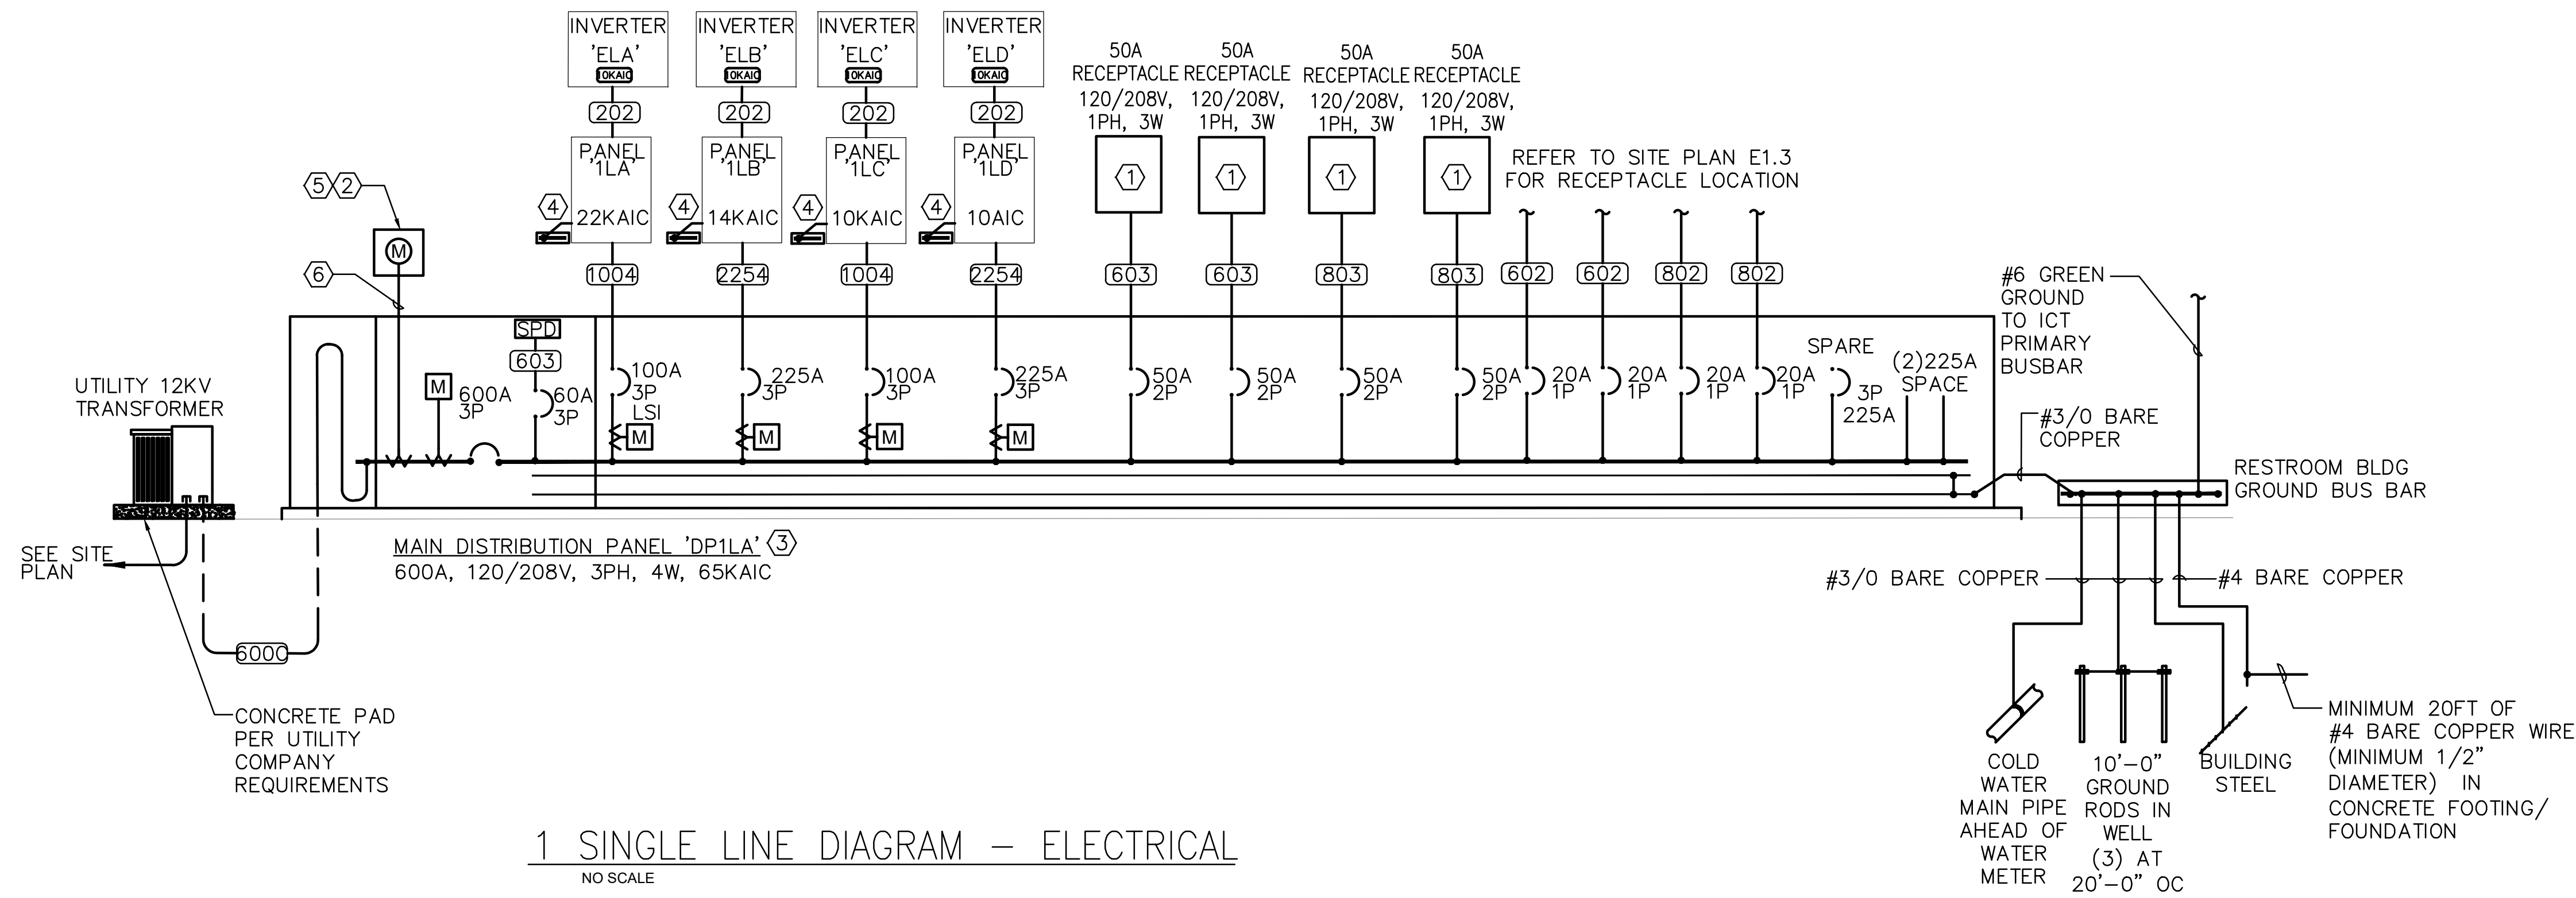 INVERTER
'ELA'
10KAIC
202
PANEL
'1LA'
22KAIC
4
1004
INVERTER
'ELB'
10KAIC
202
PANEL
'1LB'
14KAIC
4
2254
INVERTER
'ELC'
10KAIC
202
PANEL
'1LC'
10KAIC
4
1004
INVERTER
'ELD'
10KAIC
202
PANEL
'1LD'
10AIC
4
2254
50A
RECEPTACLE
120/208V,
1PH, 3W
1
603
50A
RECEPTACLE
120/208V,
1PH, 3W
1
603
50A
RECEPTACLE
120/208V,
1PH, 3W
1
803
50A
RECEPTACLE
120/208V,
1PH, 3W
1
803
REFER TO SITE PLAN E1.3
FOR RECEPTACLE LOCATION
602
602
802
802
5 2
M
6
SPD
603
M
600A
3P
60A
3P
100A
3P
LSI
M
225A
3P
M
100A
3P
M
225A
3P
M
50A
2P
50A
2P
50A
2P
50A
2P
20A
1P
20A
1P
20A
1P
20A
1P
SPARE
3P
225A
(2)225A
SPACE
#6 GREEN
GROUND
TO ICT
PRIMARY
BUSBAR
#3/0 BARE
COPPER
RESTROOM BLDG
GROUND BUS BAR
UTILITY 12KV
TRANSFORMER
SEE SITE
PLAN
600C
CONCRETE PAD
PER UTILITY
COMPANY
REQUIREMENTS
MAIN DISTRIBUTION PANEL 'DP1LA' 3
600A, 120/208V, 3PH, 4W, 65KAIC
#3/0 BARE COPPER
#4 BARE COPPER
COLD
WATER
MAIN PIPE
AHEAD OF
WATER
METER
10'-0"
GROUND
RODS IN
WELL
(3) AT
20'-0" OC
BUILDING
STEEL
MINIMUM 20FT OF
#4 BARE COPPER WIRE
(MINIMUM 1/2"
DIAMETER) IN
CONCRETE FOOTING/
FOUNDATION
1 SINGLE LINE DIAGRAM - ELECTRICAL
NO SCALE